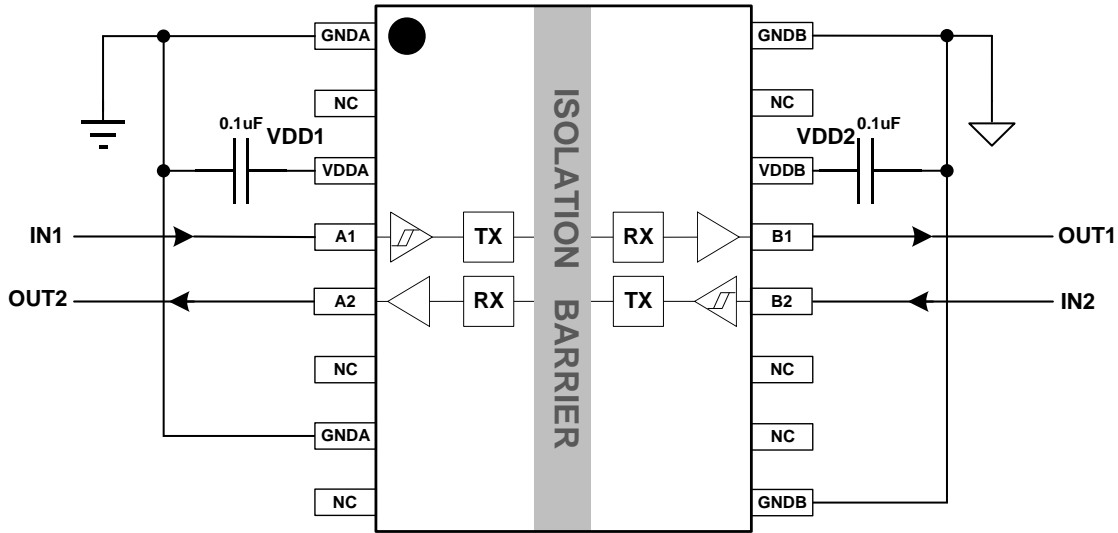 GNDA GNDB
NC NC
0.1uF VDD1 VDD2 0.1uF
VDDA VDDB
IN1 A1 TX RX B1 OUT1
OUT2 A2 RX TX B2 IN2
NC NC
GNDA NC
NC GNDB
ISOLATION BARRIER